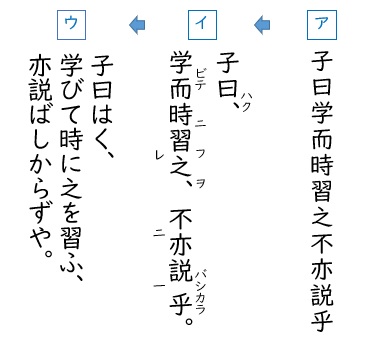 ア
子曰学而時習之不亦説乎
イ
子曰ハク、
学ビテ而時ニ習フレ之ヲ、不ニ亦説バシカラ一乎。
ウ
子曰はく、
学びて時に之を習ふ、
亦説ばしからずや。